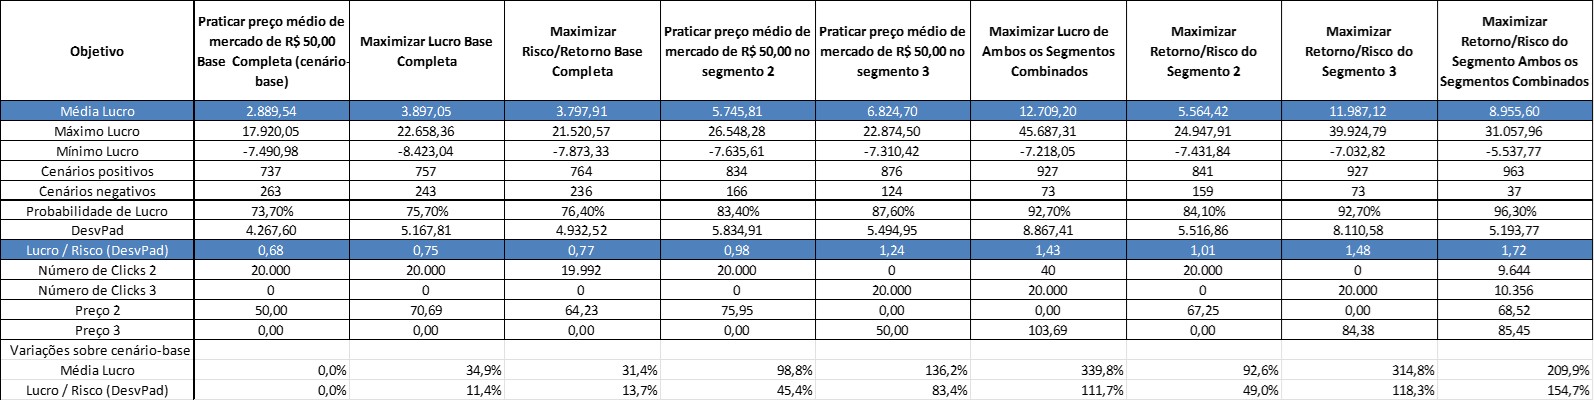 Objetivo | Praticar preço médio de mercado de R$ 50,00 Base Completa (cenário-base) | Maximizar Lucro Base Completa | Maximizar Risco/Retorno Base Completa | Praticar preço médio de mercado de R$ 50,00 no segmento 2 | Praticar preço médio de mercado de R$ 50,00 no segmento 3 | Maximizar Lucro de Ambos os Segmentos Combinados | Maximizar Retorno/Risco do Segmento 2 | Maximizar Retorno/Risco do Segmento 3 | Maximizar Retorno/Risco do Segmento Ambos os Segmentos Combinados
Média Lucro | 2.889,54 | 3.897,05 | 3.797,91 | 5.745,81 | 6.824,70 | 12.709,20 | 5.564,42 | 11.987,12 | 8.955,60
Máximo Lucro | 17.920,05 | 22.658,36 | 21.520,57 | 26.548,28 | 22.874,50 | 45.687,31 | 24.947,91 | 39.924,79 | 31.057,96
Mínimo Lucro | -7.490,98 | -8.423,04 | -7.873,33 | -7.635,61 | -7.310,42 | -7.218,05 | -7.431,84 | -7.032,82 | -5.537,77
Cenários positivos | 737 | 757 | 764 | 834 | 876 | 927 | 841 | 927 | 963
Cenários negativos | 263 | 243 | 236 | 166 | 124 | 73 | 159 | 73 | 37
Probabilidade de Lucro | 73,70% | 75,70% | 76,40% | 83,40% | 87,60% | 92,70% | 84,10% | 92,70% | 96,30%
DesvPad | 4.267,60 | 5.167,81 | 4.932,52 | 5.834,91 | 5.494,95 | 8.867,41 | 5.516,86 | 8.110,58 | 5.193,77
Lucro / Risco (DesvPad) | 0,68 | 0,75 | 0,77 | 0,98 | 1,24 | 1,43 | 1,01 | 1,48 | 1,72
Número de Clicks 2 | 20.000 | 20.000 | 19.992 | 20.000 | 0 | 40 | 20.000 | 0 | 9.644
Número de Clicks 3 | 0 | 0 | 0 | 0 | 20.000 | 20.000 | 0 | 20.000 | 10.356
Preço 2 | 50,00 | 70,69 | 64,23 | 75,95 | 0,00 | 0,00 | 67,25 | 0,00 | 68,52
Preço 3 | 0,00 | 0,00 | 0,00 | 0,00 | 50,00 | 103,69 | 0,00 | 84,38 | 85,45
Variações sobre cenário-base
Média Lucro | 0,0% | 34,9% | 31,4% | 98,8% | 136,2% | 339,8% | 92,6% | 314,8% | 209,9%
Lucro / Risco (DesvPad) | 0,0% | 11,4% | 13,7% | 45,4% | 83,4% | 111,7% | 49,0% | 118,3% | 154,7%